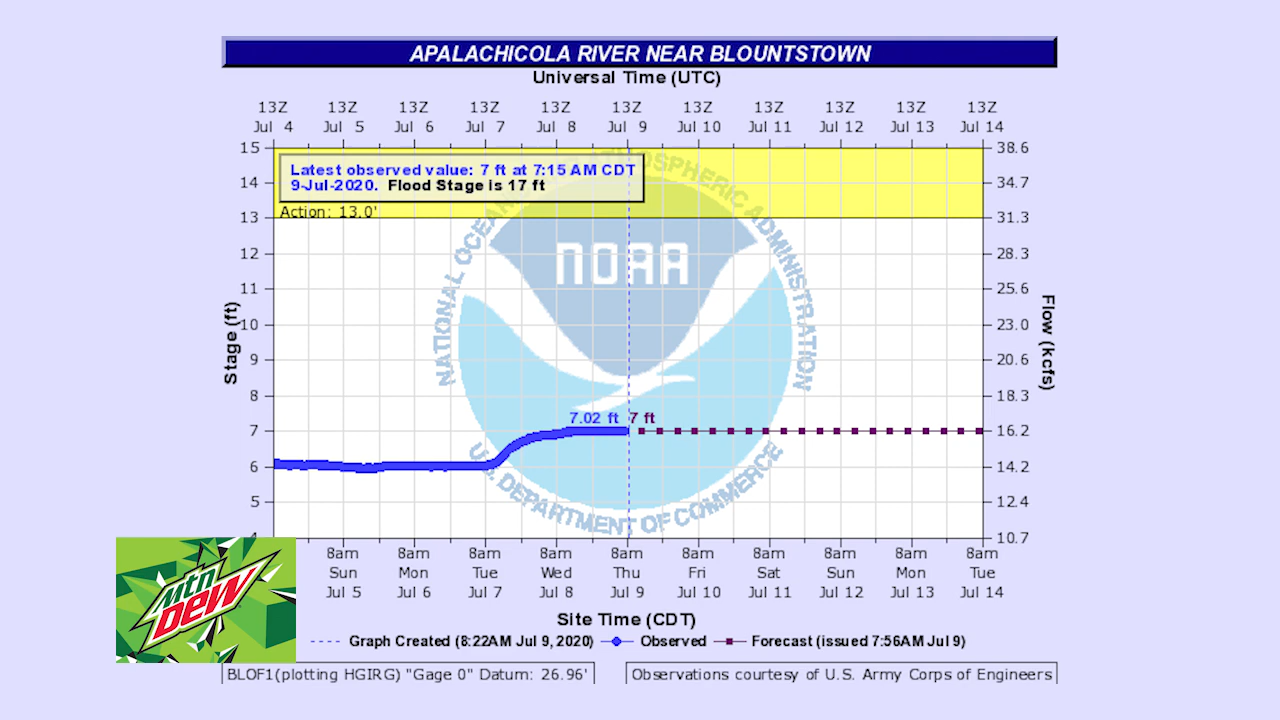 APALACHICOLA RIVER NEAR BLOUNTSTOWN
Universal Time (UTC)
13Z 13Z 13Z 13Z 13Z 13Z 13Z 13Z 13Z 13Z 13Z
Jul 4 Jul 5 Jul 6 Jul 7 Jul 8 Jul 9 Jul 10 Jul 11 Jul 12 Jul 13 Jul 14
15 38.6
Latest observed value: 7 ft at 7:15 AM CDT
9-Jul-2020. Flood Stage is 17 ft
14 34.7
Action: 13.0'
13 31.3
NATIONAL OCEANIC AND ATMOSPHERIC ADMINISTRATION
NOAA
12 28.3
11 25.6
10 23.0
9 20.6
8 18.3
Stage (ft)
Flow (kcfs)
7.02 ft 7 ft
7 16.2
6 14.2
5 12.4
U.S. DEPARTMENT OF COMMERCE
10.7
8am 8am 8am 8am 8am 8am 8am 8am 8am 8am
Sun Mon Tue Wed Thu Fri Sat Sun Mon Tue
Jul 5 Jul 6 Jul 7 Jul 8 Jul 9 Jul 10 Jul 11 Jul 12 Jul 13 Jul 14
Mtn
DEW
Site Time (CDT)
Graph Created (8:22AM Jul 9, 2020) Observed Forecast (issued 7:56AM Jul 9)
BLOF1(plotting HGIRG) "Gage 0" Datum: 26.96'
Observations courtesy of U.S. Army Corps of Engineers